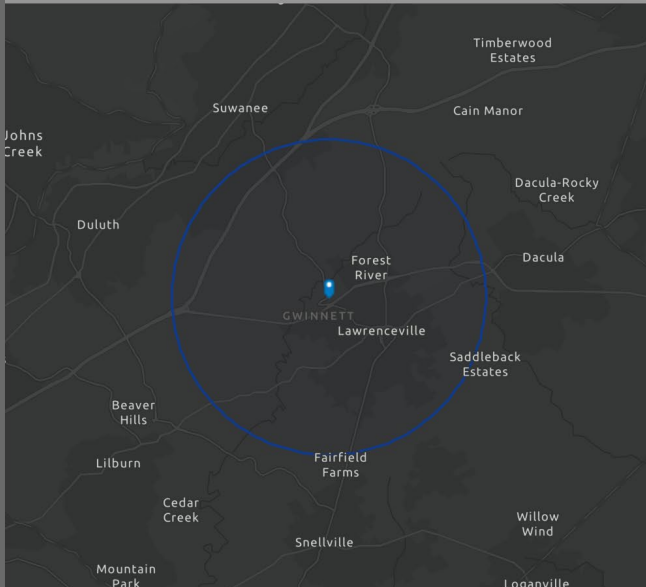 Timberwood
Estates
Suwanee
Cain Manor
Johns
Creek
Dacula-Rocky
Creek
Duluth
Forest
River
Dacula
GWINNETT
Lawrenceville
Saddleback
Estates
Beaver
Hills
Fairfield
Farms
Lilburn
Cedar
Creek
Willow
Wind
Snellville
Mountain
Park
Loganville